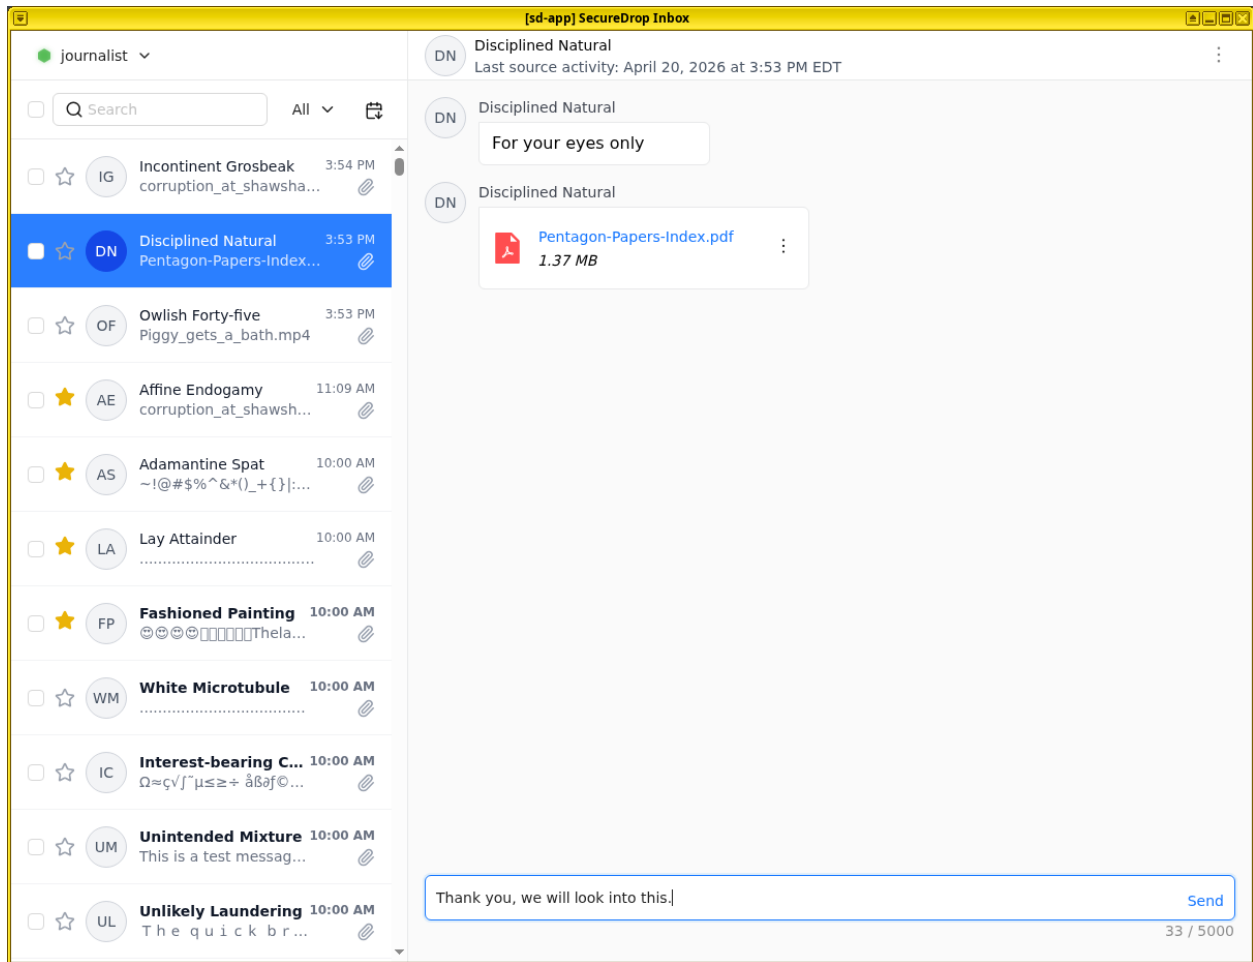 [sd-app] SecureDrop Inbox
journalist
Search
All
IG
Incontinent Grosbeak
3:54 PM
corruption_at_shawsha...
DN
Disciplined Natural
3:53 PM
Pentagon-Papers-Index...
OF
Owlish Forty-five
3:53 PM
Piggy_gets_a_bath.mp4
AE
Affine Endogamy
11:09 AM
corruption_at_shawsh...
AS
Adamantine Spat
10:00 AM
~!@#$%^&*()_+{}|:...
LA
Lay Attainder
10:00 AM
......................................
FP
Fashioned Painting
10:00 AM
😍😍😍😍▯▯▯▯▯▯Thela...
WM
White Microtubule
10:00 AM
....................................
IC
Interest-bearing C...
10:00 AM
Ω≈ç√∫˜µ≤≥÷ åß∂ƒ©...
UM
Unintended Mixture
10:00 AM
This is a test messag...
UL
Unlikely Laundering
10:00 AM
Ｔｈｅ ｑｕｉｃｋ ｂｒ...
DN
Disciplined Natural
Last source activity: April 20, 2026 at 3:53 PM EDT
DN
Disciplined Natural
For your eyes only
DN
Disciplined Natural
Pentagon-Papers-Index.pdf
1.37 MB
Thank you, we will look into this.
Send
33 / 5000